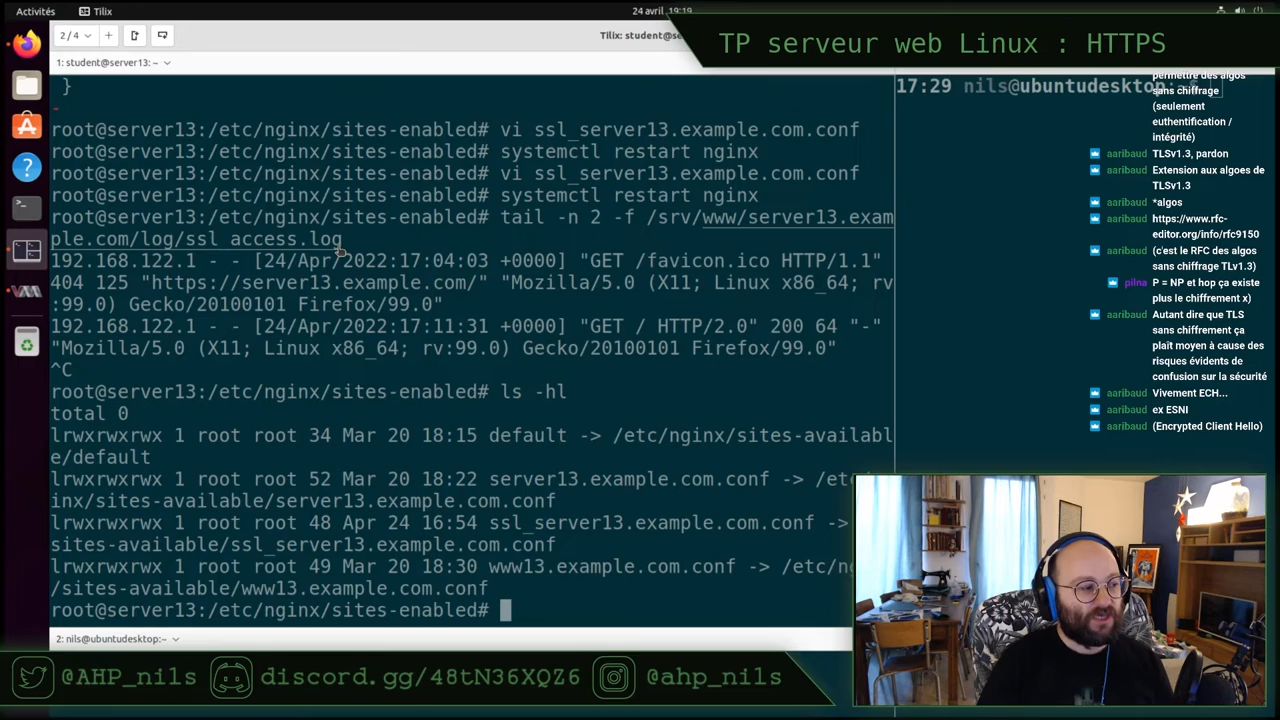 Activités
Tilix
24 avril, 19:19
2/4
Tilix: student@se
TP serveur web Linux : HTTPS
1: student@server13: ~
}
root@server13:/etc/nginx/sites-enabled# vi ssl_server13.example.com.conf
root@server13:/etc/nginx/sites-enabled# systemctl restart nginx
root@server13:/etc/nginx/sites-enabled# vi ssl_server13.example.com.conf
root@server13:/etc/nginx/sites-enabled# systemctl restart nginx
root@server13:/etc/nginx/sites-enabled# tail -n 2 -f /srv/www/server13.exam
ple.com/log/ssl_access.log
192.168.122.1 - - [24/Apr/2022:17:04:03 +0000] "GET /favicon.ico HTTP/1.1"
404 125 "https://server13.example.com/" "Mozilla/5.0 (X11; Linux x86_64; rv
:99.0) Gecko/20100101 Firefox/99.0"
192.168.122.1 - - [24/Apr/2022:17:11:31 +0000] "GET / HTTP/2.0" 200 64 "-"
"Mozilla/5.0 (X11; Linux x86_64; rv:99.0) Gecko/20100101 Firefox/99.0"
^C
root@server13:/etc/nginx/sites-enabled# ls -hl
total 0
lrwxrwxrwx 1 root root 34 Mar 20 18:15 default -> /etc/nginx/sites-availabl
e/default
lrwxrwxrwx 1 root root 52 Mar 20 18:22 server13.example.com.conf -> /etc
inx/sites-available/server13.example.com.conf
lrwxrwxrwx 1 root root 48 Apr 24 16:54 ssl_server13.example.com.conf ->
sites-available/ssl_server13.example.com.conf
lrwxrwxrwx 1 root root 49 Mar 20 18:30 www13.example.com.conf -> /etc/n
/sites-available/www13.example.com.conf
root@server13:/etc/nginx/sites-enabled#
2: nils@ubuntudesktop:~
17:29 nils@ubuntudesktop
permettre des algos
sans chiffrage
(seulement
euthentification /
intégrité)
aaribaud TLSv1.3, pardon
aaribaud Extension aux algoes de
TLSv1.3
aaribaud *algos
aaribaud https://www.rfc-
editor.org/info/rfc9150
aaribaud (c'est le RFC des algos
sans chiffrage TLv1.3)
pilna P = NP et hop ça existe
plus le chiffrement x)
aaribaud Autant dire que TLS
sans chiffrement ça
plaît moyen à cause des
risques évidents de
confusion sur la sécurité
aaribaud Vivement ECH...
aaribaud ex ESNI
aaribaud (Encrypted Client Hello)
@AHP_nils
discord.gg/48tN36XQZ6
@ahp_nils